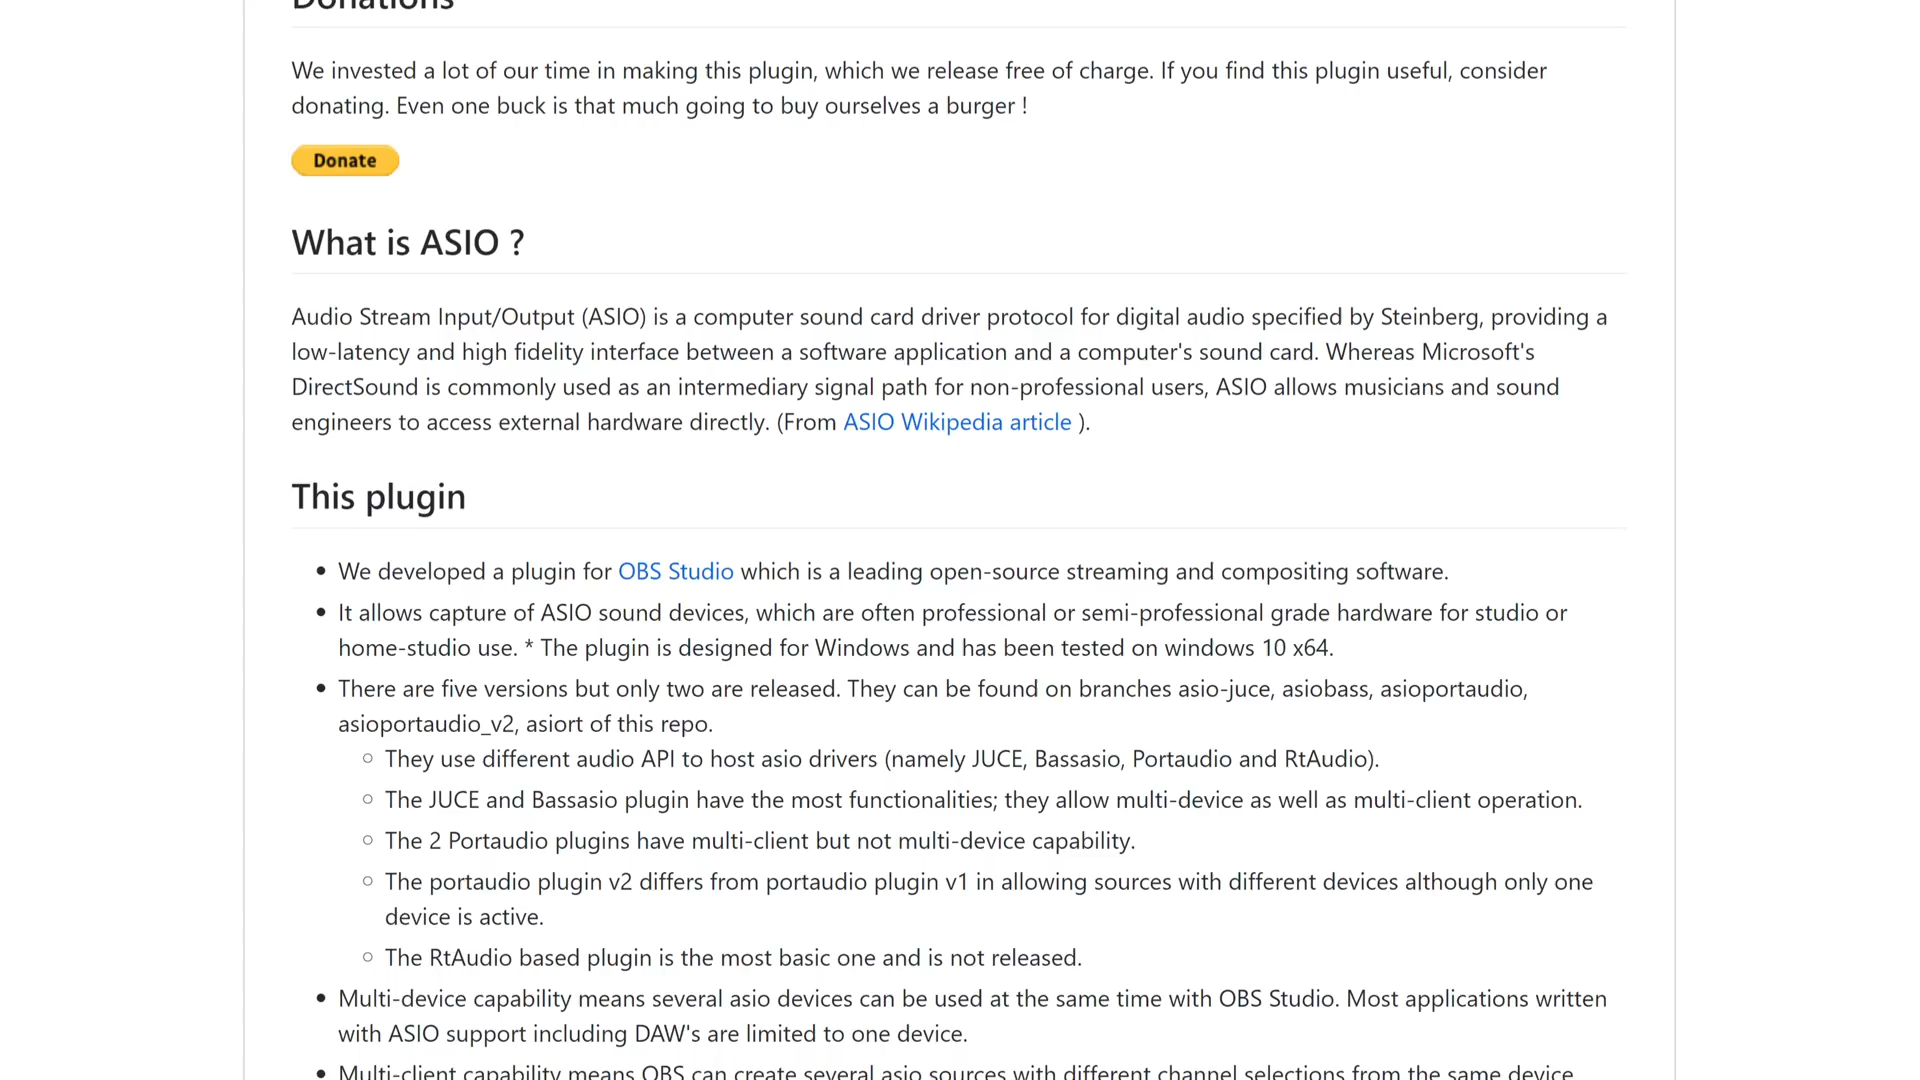 Donations
We invested a lot of our time in making this plugin, which we release free of charge. If you find this plugin useful, consider
donating. Even one buck is that much going to buy ourselves a burger !
Donate
What is ASIO ?
Audio Stream Input/Output (ASIO) is a computer sound card driver protocol for digital audio specified by Steinberg, providing a
low-latency and high fidelity interface between a software application and a computer's sound card. Whereas Microsoft's
DirectSound is commonly used as an intermediary signal path for non-professional users, ASIO allows musicians and sound
engineers to access external hardware directly. (From ASIO Wikipedia article ).
This plugin
• We developed a plugin for OBS Studio which is a leading open-source streaming and compositing software.
• It allows capture of ASIO sound devices, which are often professional or semi-professional grade hardware for studio or
home-studio use. * The plugin is designed for Windows and has been tested on windows 10 x64.
• There are five versions but only two are released. They can be found on branches asio-juce, asiobass, asioportaudio,
asioportaudio_v2, asiort of this repo.
○ They use different audio API to host asio drivers (namely JUCE, Bassasio, Portaudio and RtAudio).
○ The JUCE and Bassasio plugin have the most functionalities; they allow multi-device as well as multi-client operation.
○ The 2 Portaudio plugins have multi-client but not multi-device capability.
○ The portaudio plugin v2 differs from portaudio plugin v1 in allowing sources with different devices although only one
device is active.
○ The RtAudio based plugin is the most basic one and is not released.
• Multi-device capability means several asio devices can be used at the same time with OBS Studio. Most applications written
with ASIO support including DAW's are limited to one device.
• Multi-client capability means OBS can create several asio sources with different channel selections from the same device